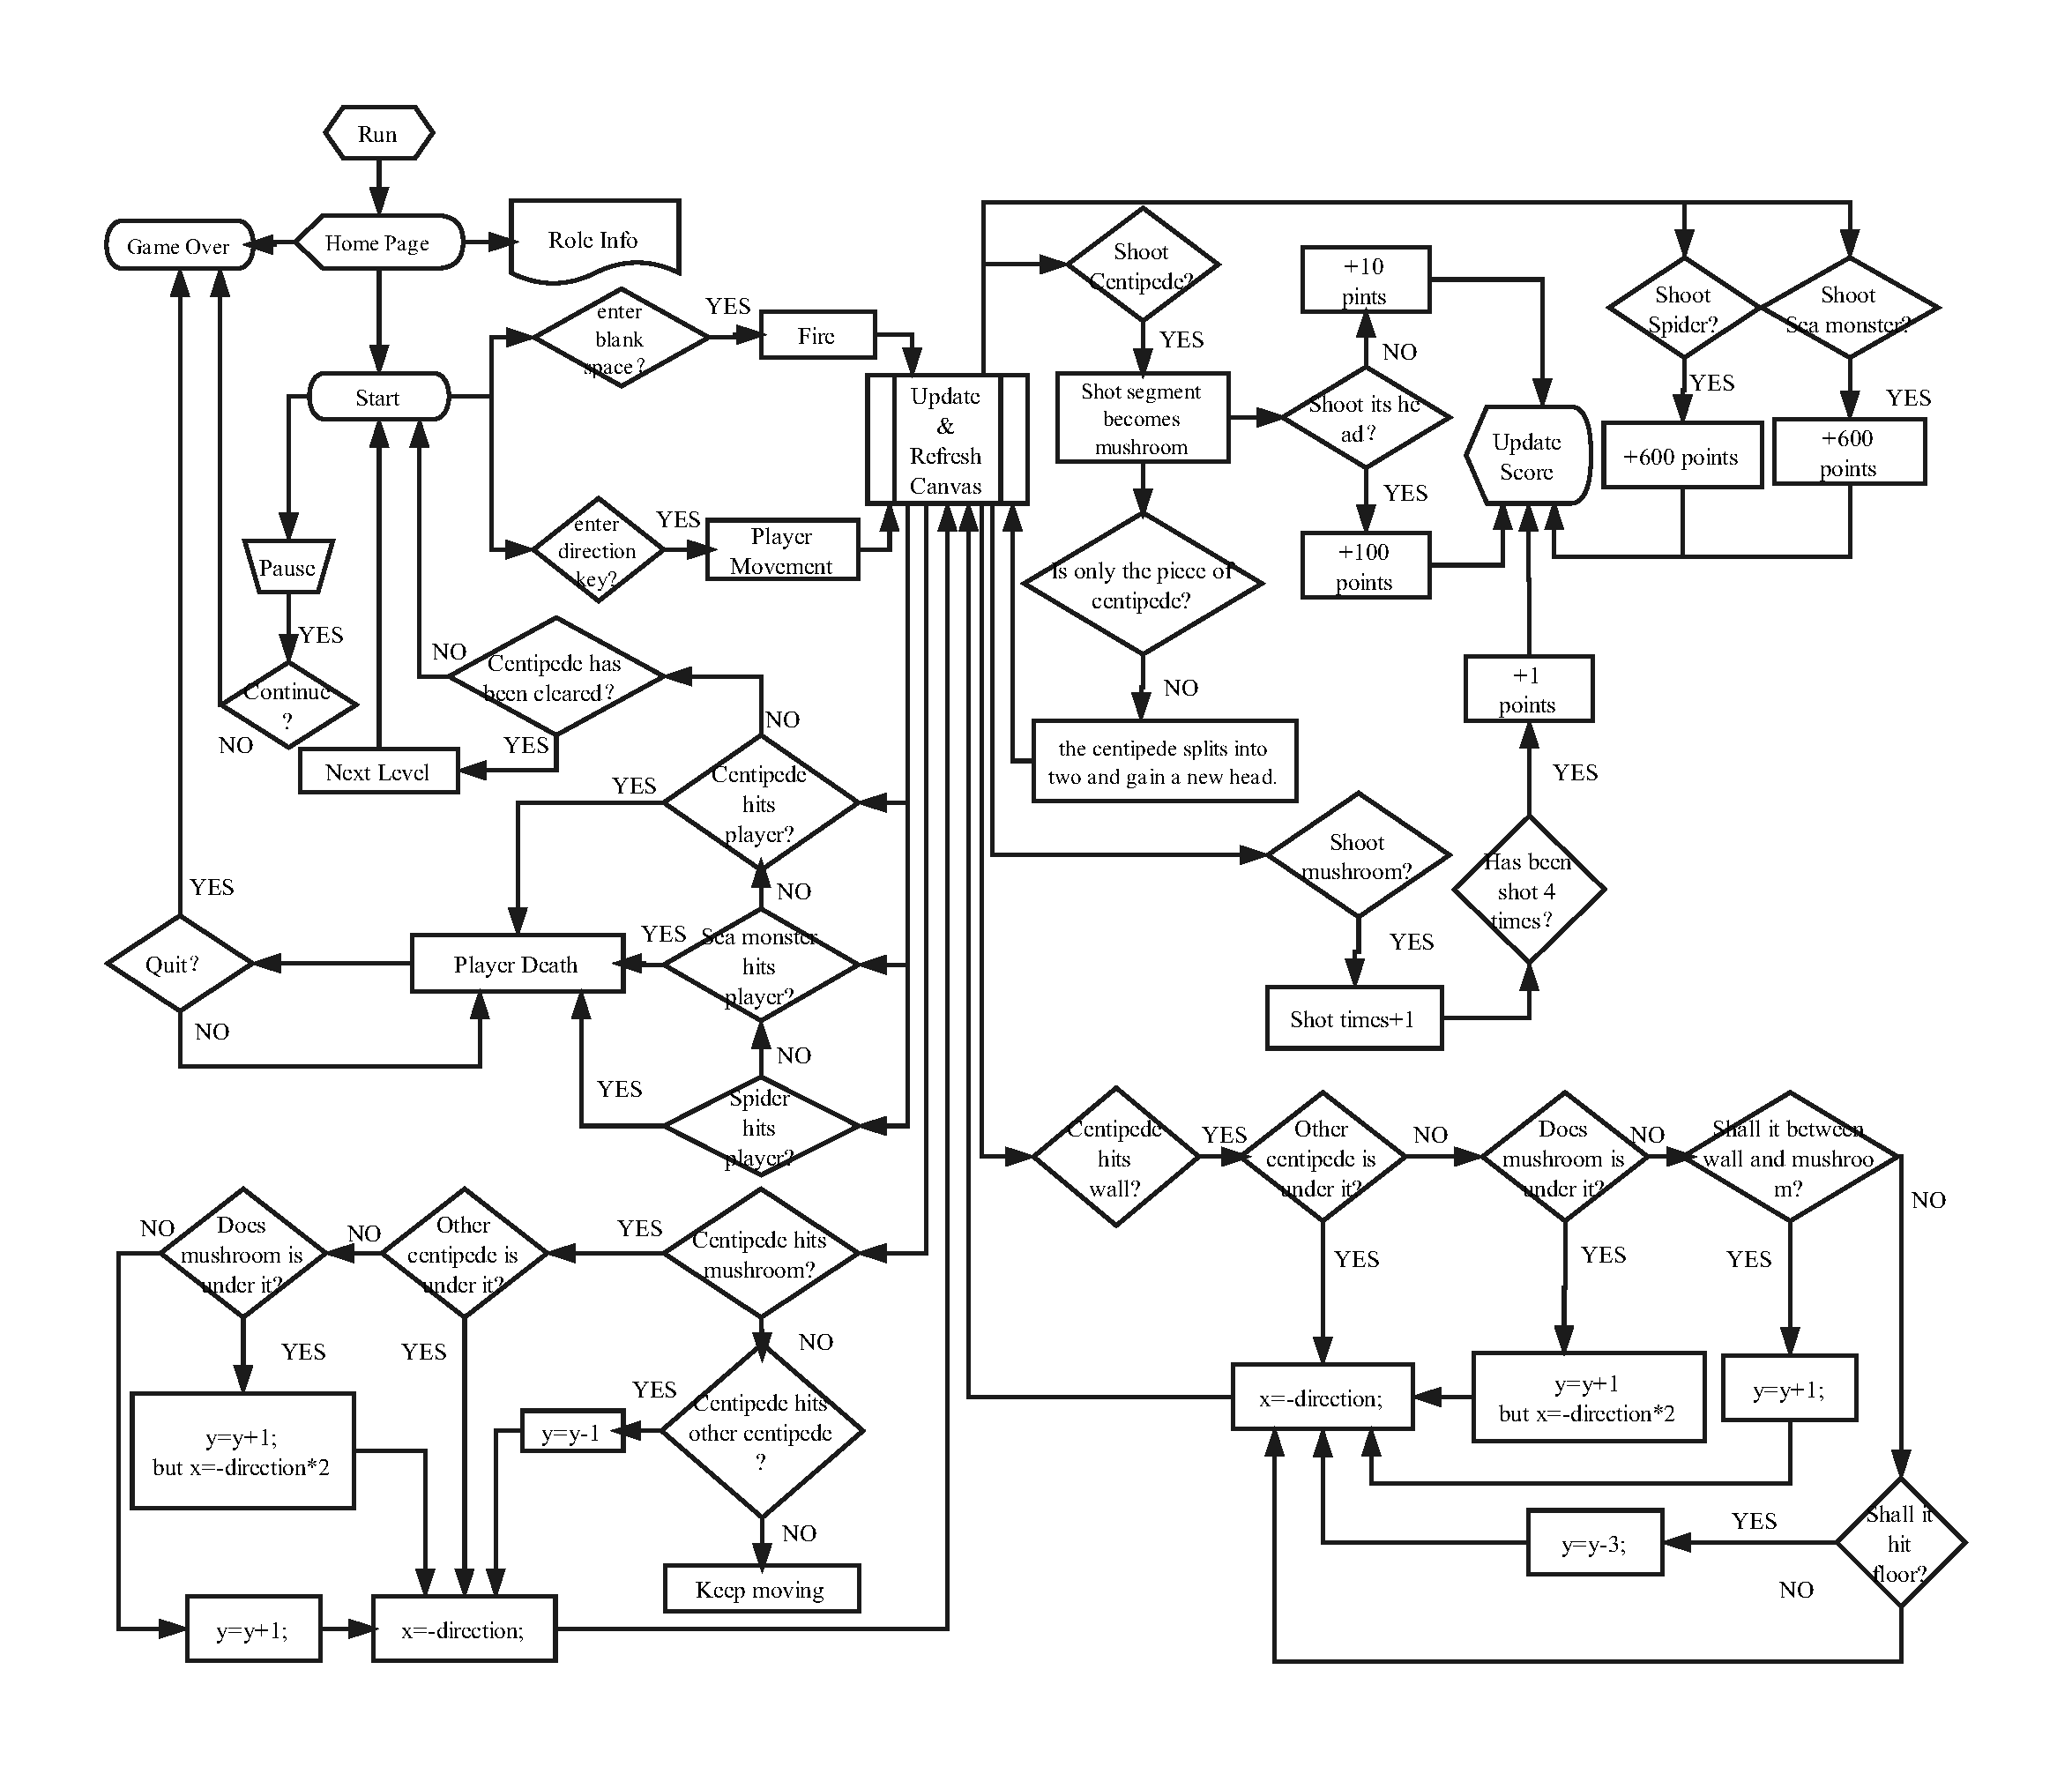 Run
Game Over
Home Page
Role Info
Start
enter
blank
space?
YES
Fire
Update
&
Refresh
Canvas
enter
direction
key?
YES
Player
Movement
Pause
YES
Continue
?
NO
Next Level
NO
Centipede has
been cleared?
YES
NO
Centipede
hits
player?
YES
NO
Sea monster
hits
player?
YES
NO
Spider
hits
player?
YES
Player Death
Quit?
YES
NO
Shoot
Centipede?
YES
Shot segment
becomes
mushroom
Shoot its he
ad?
NO
+10
pints
YES
+100
points
Is only the piece of
centipede?
NO
the centipede splits into
two and gain a new head.
Update
Score
Shoot
Spider?
YES
+600 points
Shoot
Sea monster?
YES
+600
points
+1
points
YES
Has been
shot 4
times?
Shoot
mushroom?
YES
Shot times+1
Centipede
hits
wall?
YES
Other
centipede is
under it?
NO
Does
mushroom is
under it?
NO
Shall it between
wall and mushroo
m?
NO
YES
YES
YES
x=-direction;
y=y+1
but x=-direction*2
y=y+1;
Shall it
hit
floor?
YES
NO
y=y-3;
NO
Does
mushroom is
under it?
NO
Other
centipede is
under it?
YES
Centipede hits
mushroom?
YES
YES
NO
y=y+1;
but x=-direction*2
YES
y=y-1
Centipede hits
other centipede
?
NO
Keep moving
y=y+1;
x=-direction;